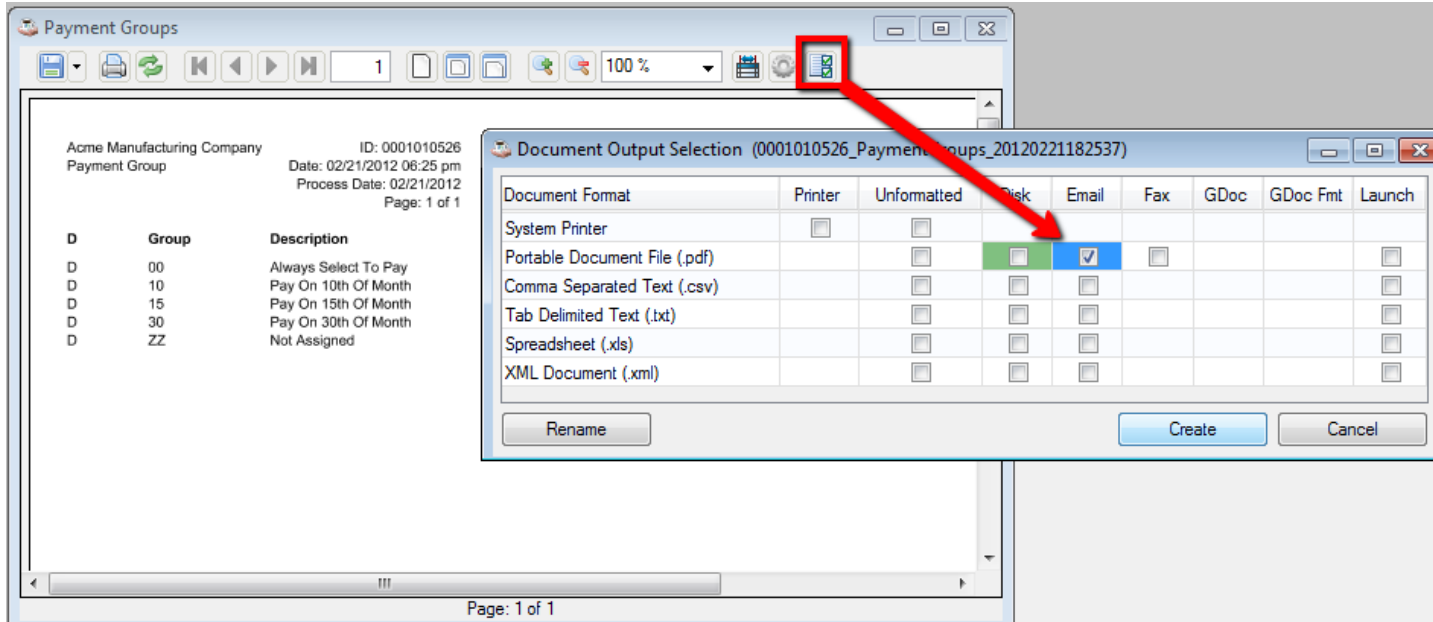 Payment Groups
1
100 %
Acme Manufacturing Company ID: 0001010526
Payment Group Date: 02/21/2012 06:25 pm
Process Date: 02/21/2012
Page: 1 of 1
D Group Description
D 00 Always Select To Pay
D 10 Pay On 10th Of Month
D 15 Pay On 15th Of Month
D 30 Pay On 30th Of Month
D ZZ Not Assigned
Page: 1 of 1
Document Output Selection (0001010526_PaymentGroups_20120221182537)
Document Format Printer Unformatted Disk Email Fax GDoc GDoc Fmt Launch
System Printer
Portable Document File (.pdf)
Comma Separated Text (.csv)
Tab Delimited Text (.txt)
Spreadsheet (.xls)
XML Document (.xml)
Rename Create Cancel